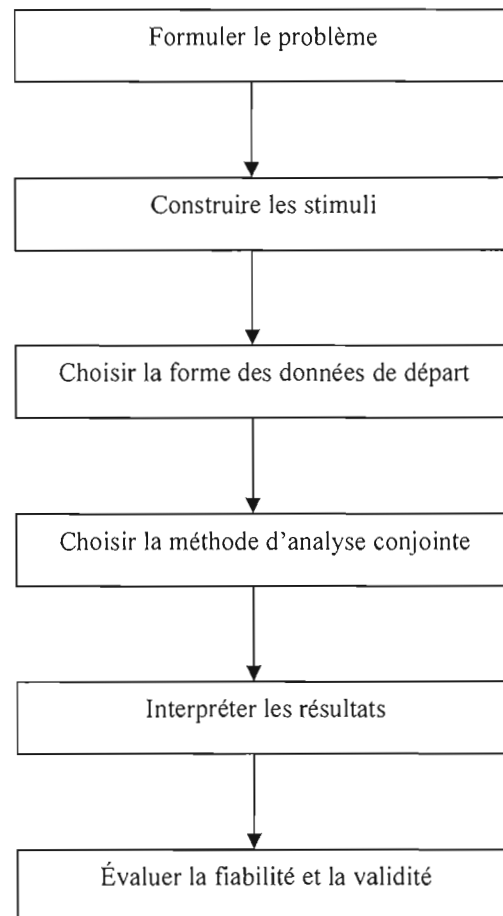 Formuler le problème
Construire les stimuli
Choisir la forme des données de départ
Choisir la méthode d'analyse conjointe
Interpréter les résultats
Évaluer la fiabilité et la validité